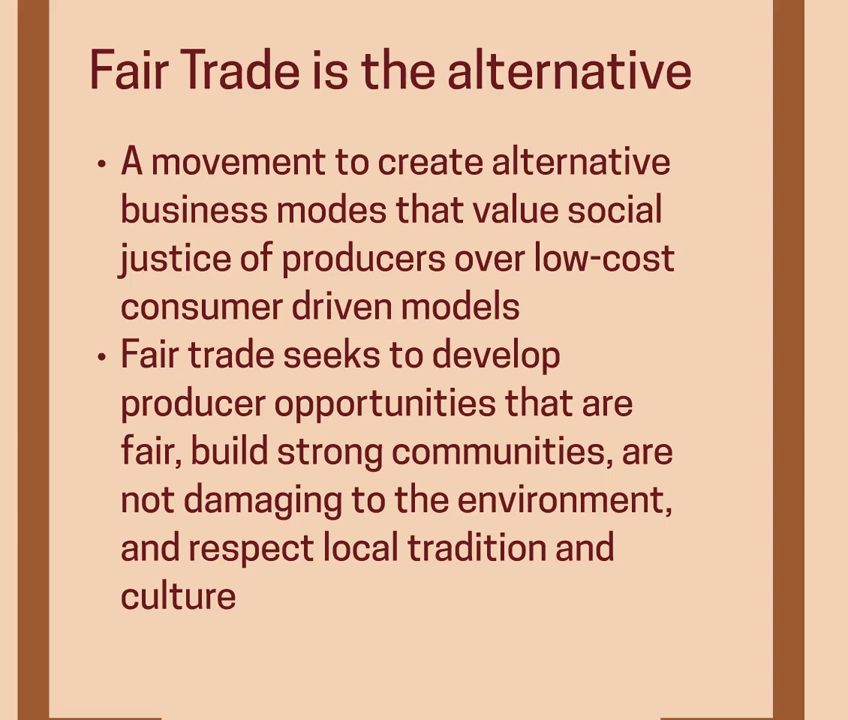 Fair Trade is the alternative
• A movement to create alternative
business modes that value social
justice of producers over low-cost
consumer driven models
• Fair trade seeks to develop
producer opportunities that are
fair, build strong communities, are
not damaging to the environment,
and respect local tradition and
culture